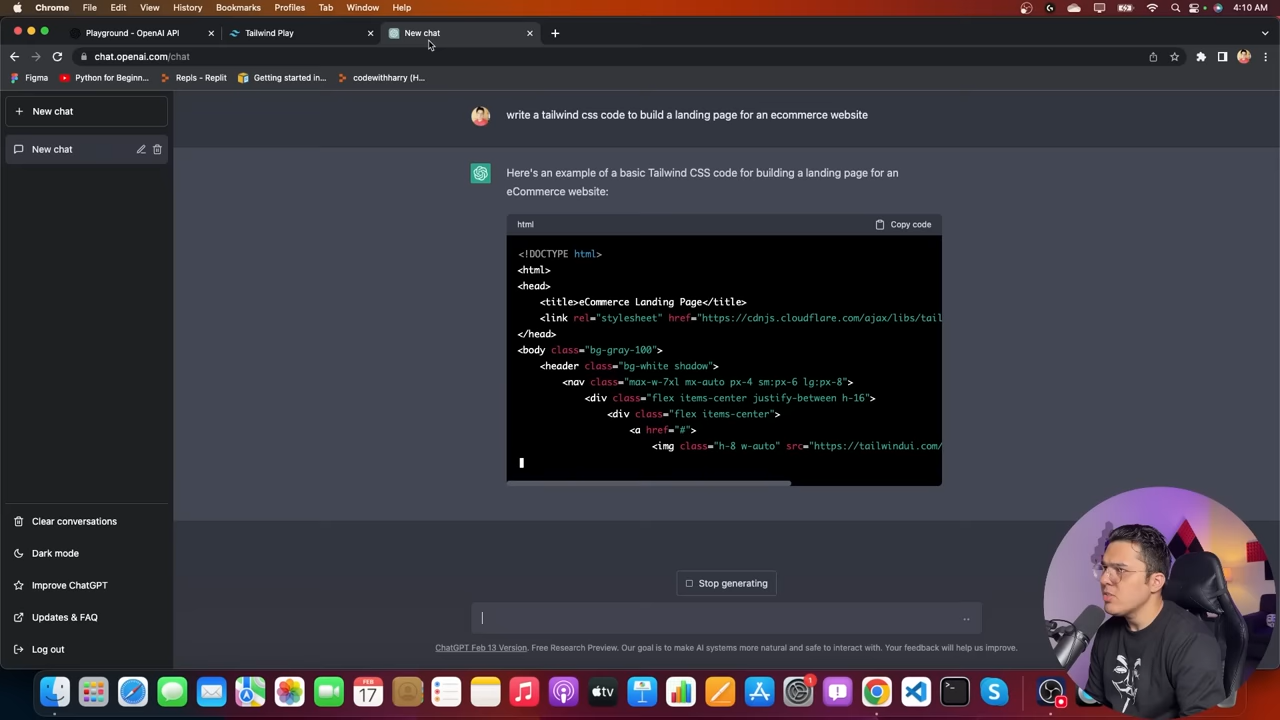 Chrome File Edit View History Bookmarks Profiles Tab Window Help 4:10 AM
Playground - OpenAI API Tailwind Play New chat
chat.openai.com/chat
Figma Python for Beginn... Repls - Replit Getting started in... codewithharry (H...
New chat
New chat
write a tailwind css code to build a landing page for an ecommerce website
Here's an example of a basic Tailwind CSS code for building a landing page for an
eCommerce website:
html Copy code
<!DOCTYPE html>
<html>
<head>
<title>eCommerce Landing Page</title>
<link rel="stylesheet" href="https://cdnjs.cloudflare.com/ajax/libs/tail
</head>
<body class="bg-gray-100">
<header class="bg-white shadow">
<nav class="max-w-7xl mx-auto px-4 sm:px-6 lg:px-8">
<div class="flex items-center justify-between h-16">
<div class="flex items-center">
<a href="#">
<img class="h-8 w-auto" src="https://tailwindui.com/
Clear conversations
Dark mode
Improve ChatGPT
Updates & FAQ
Log out
Stop generating
ChatGPT Feb 13 Version. Free Research Preview. Our goal is to make AI systems more natural and safe to interact with. Your feedback will help us improve.
FEB
17
tv
1